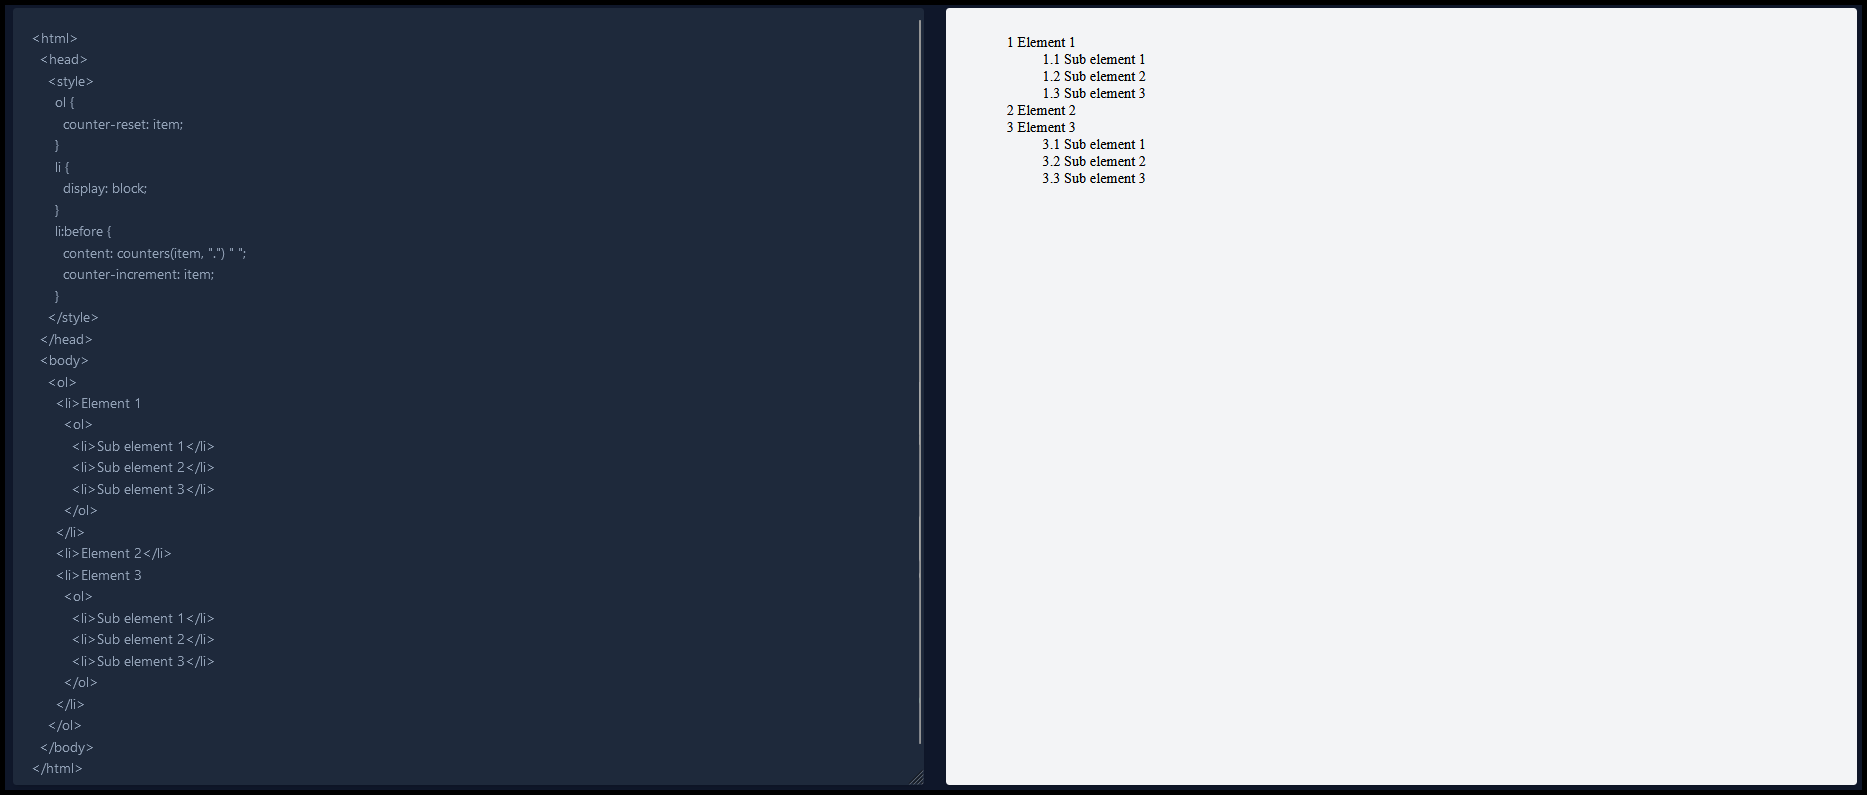 <html>
<head>
<style>
ol {
counter-reset: item;
}
li {
display: block;
}
li:before {
content: counters(item, ".") " ";
counter-increment: item;
}
</style>
</head>
<body>
<ol>
<li>Element 1
<ol>
<li>Sub element 1</li>
<li>Sub element 2</li>
<li>Sub element 3</li>
</ol>
</li>
<li>Element 2</li>
<li>Element 3
<ol>
<li>Sub element 1</li>
<li>Sub element 2</li>
<li>Sub element 3</li>
</ol>
</li>
</ol>
</body>
</html>
1 Element 1
1.1 Sub element 1
1.2 Sub element 2
1.3 Sub element 3
2 Element 2
3 Element 3
3.1 Sub element 1
3.2 Sub element 2
3.3 Sub element 3